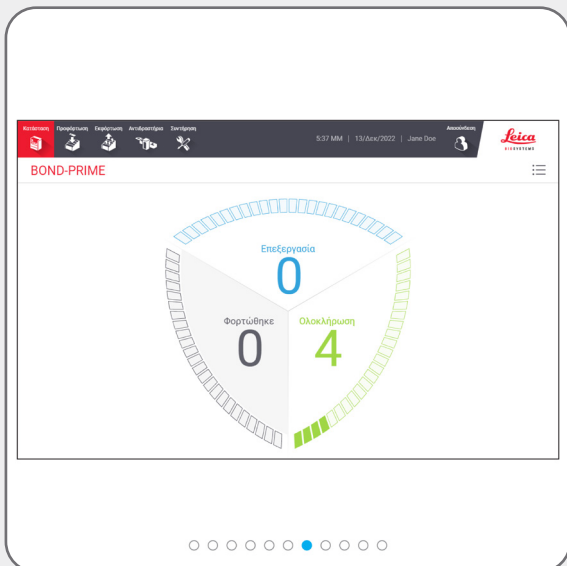 Κατάσταση Προφόρτωση Εκφόρτωση Αντιδραστήρια Συντήρηση Αποσύνδεση
5:37 MM | 13/Δεκ/2022 | Jane Doe
Leica
BIOSYSTEMS
BOND-PRIME
Επεξεργασία
0
Φορτώθηκε Ολοκλήρωση
0 4